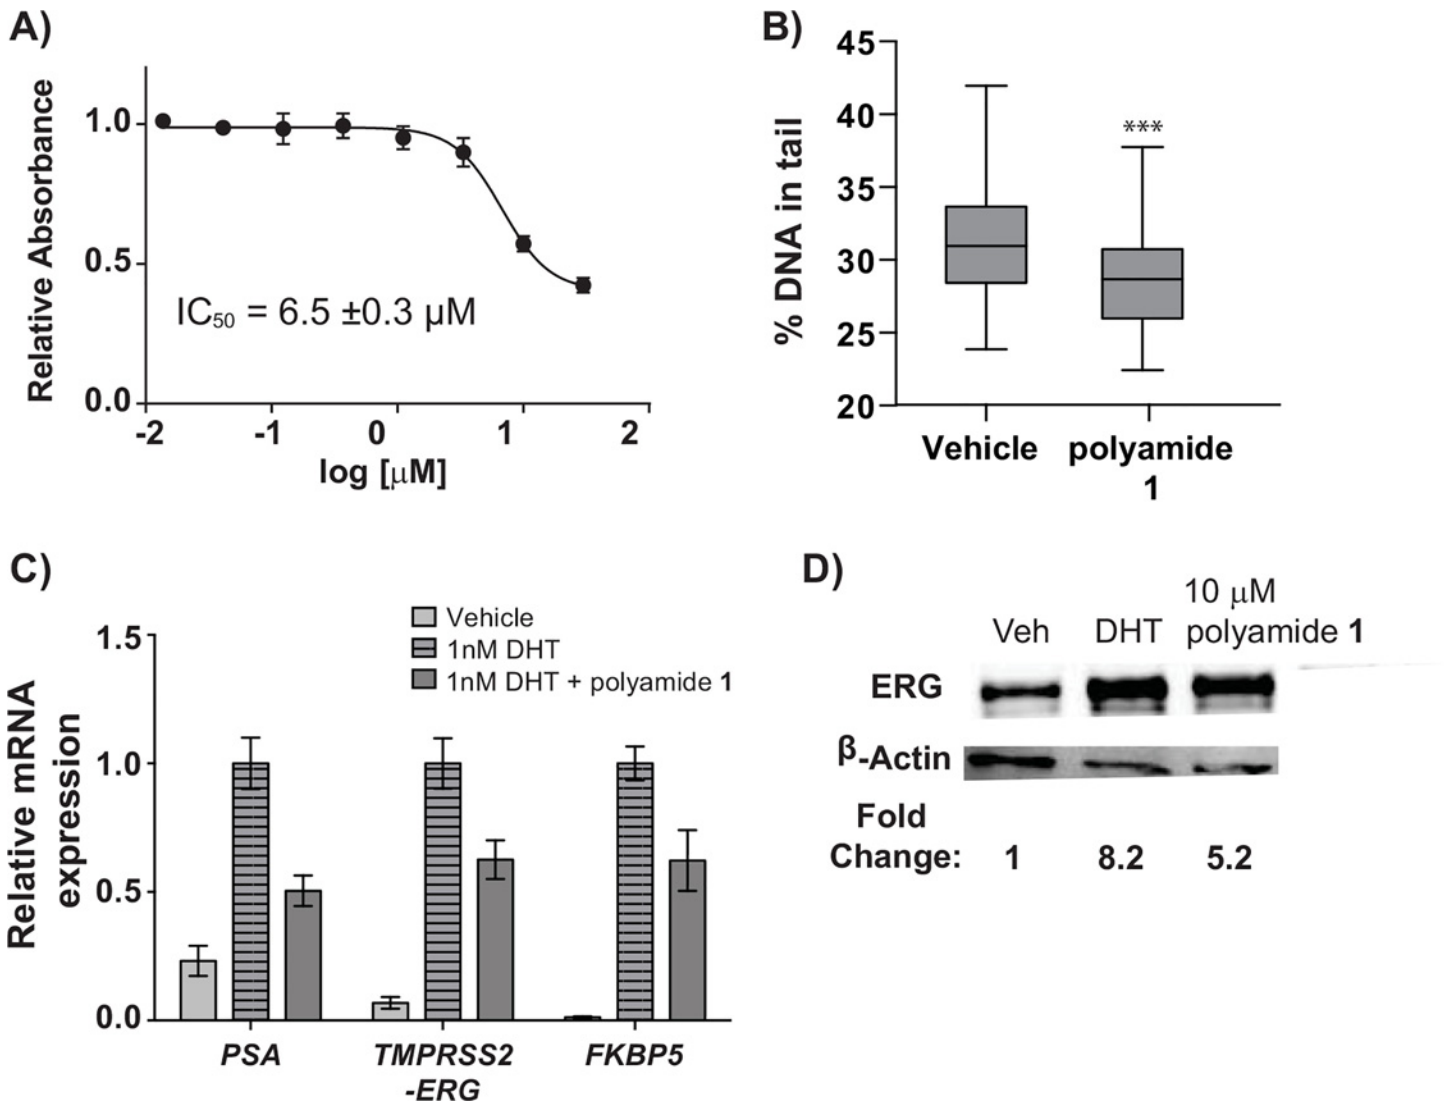 A)
Relative Absorbance
1.0
0.5
0.0
IC50 = 6.5 ±0.3 µM
-2 -1 0 1 2
log [µM]
B)
% DNA in tail
45
40
35
30
25
20
***
Vehicle polyamide
1
C)
Relative mRNA
expression
1.5
1.0
0.5
0.0
Vehicle
1nM DHT
1nM DHT + polyamide 1
PSA TMPRSS2 FKBP5
-ERG
D)
10 µM
Veh DHT polyamide 1
ERG
β-Actin
Fold
Change: 1 8.2 5.2